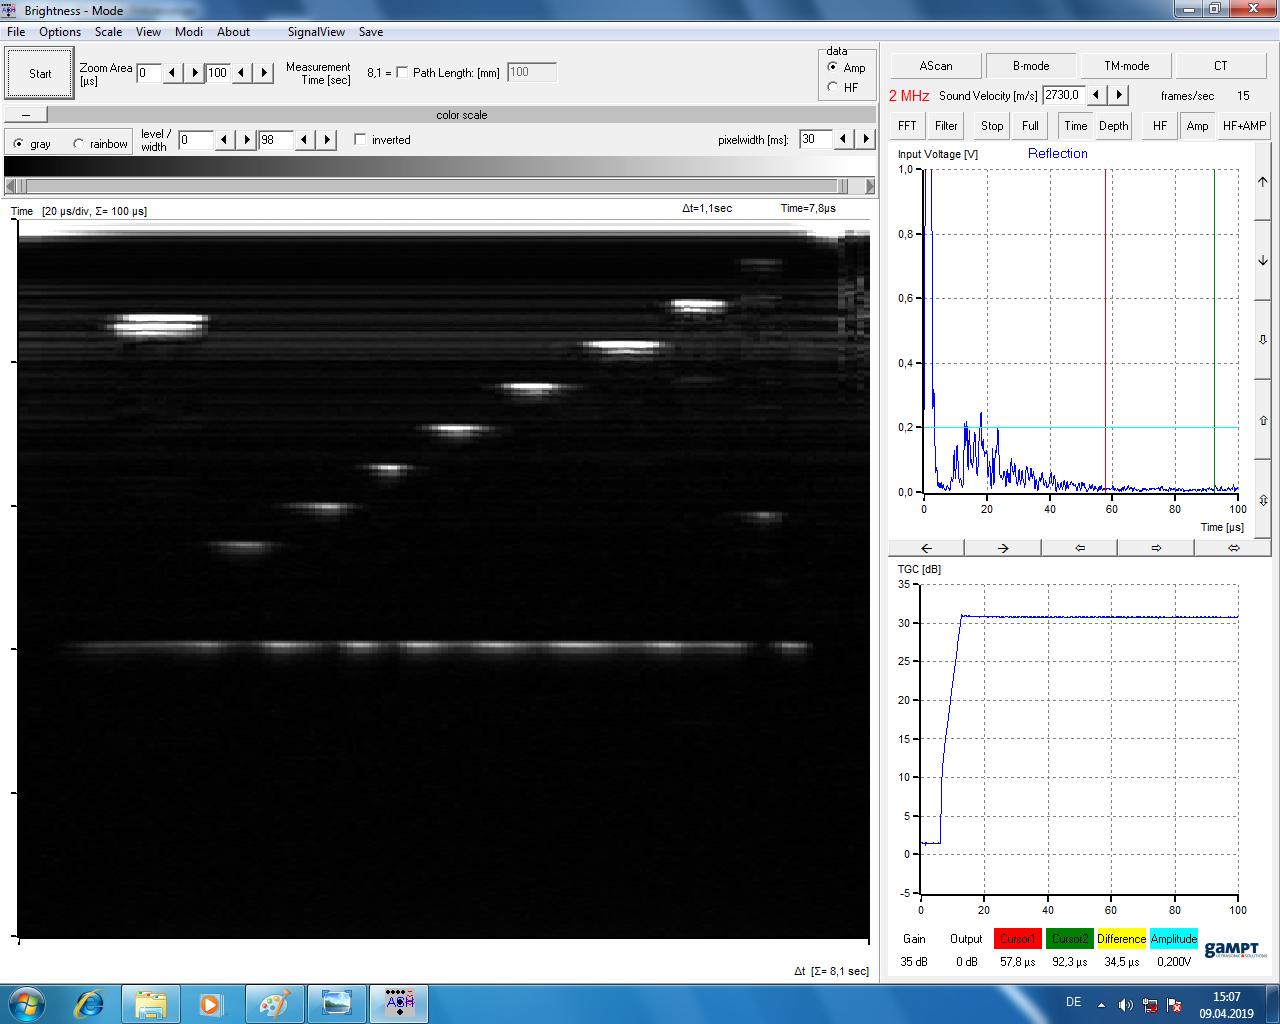 Brightness - Mode
File Options Scale View Modi About SignalView Save
Start
Zoom Area [µs]
0 100
Measurement Time [sec]
8,1 =
Path Length: [mm]
100
data
Amp
HF
color scale
gray rainbow
level / width
0 98
inverted
pixelwidth [ms]:
30
Time [20 µs/div, Σ= 100 µs]
Δt=1,1sec
Time=7,8µs
Δt [Σ= 8,1 sec]
AScan B-mode TM-mode CT
2 MHz Sound Velocity [m/s] 2730,0 frames/sec 15
FFT Filter Stop Full Time Depth HF Amp HF+AMP
Input Voltage [V] Reflection
1,0
0,8
0,6
0,4
0,2
0,0
0 20 40 60 80 100
Time [µs]
TGC [dB]
35
30
25
20
15
10
5
0
-5
0 20 40 60 80 100
Gain Output Cursor1 Cursor2 Difference Amplitude
35 dB 0 dB 57,8 µs 92,3 µs 34,5 µs 0,200V
GAMPT
ULTRASONIC SOLUTIONS
ASH
DE
15:07
09.04.2019